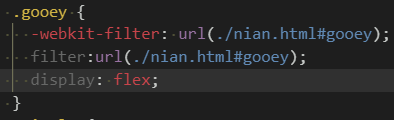 .gooey {
-webkit-filter: url(./nian.html#gooey);
filter:url(./nian.html#gooey);
display: flex;
}